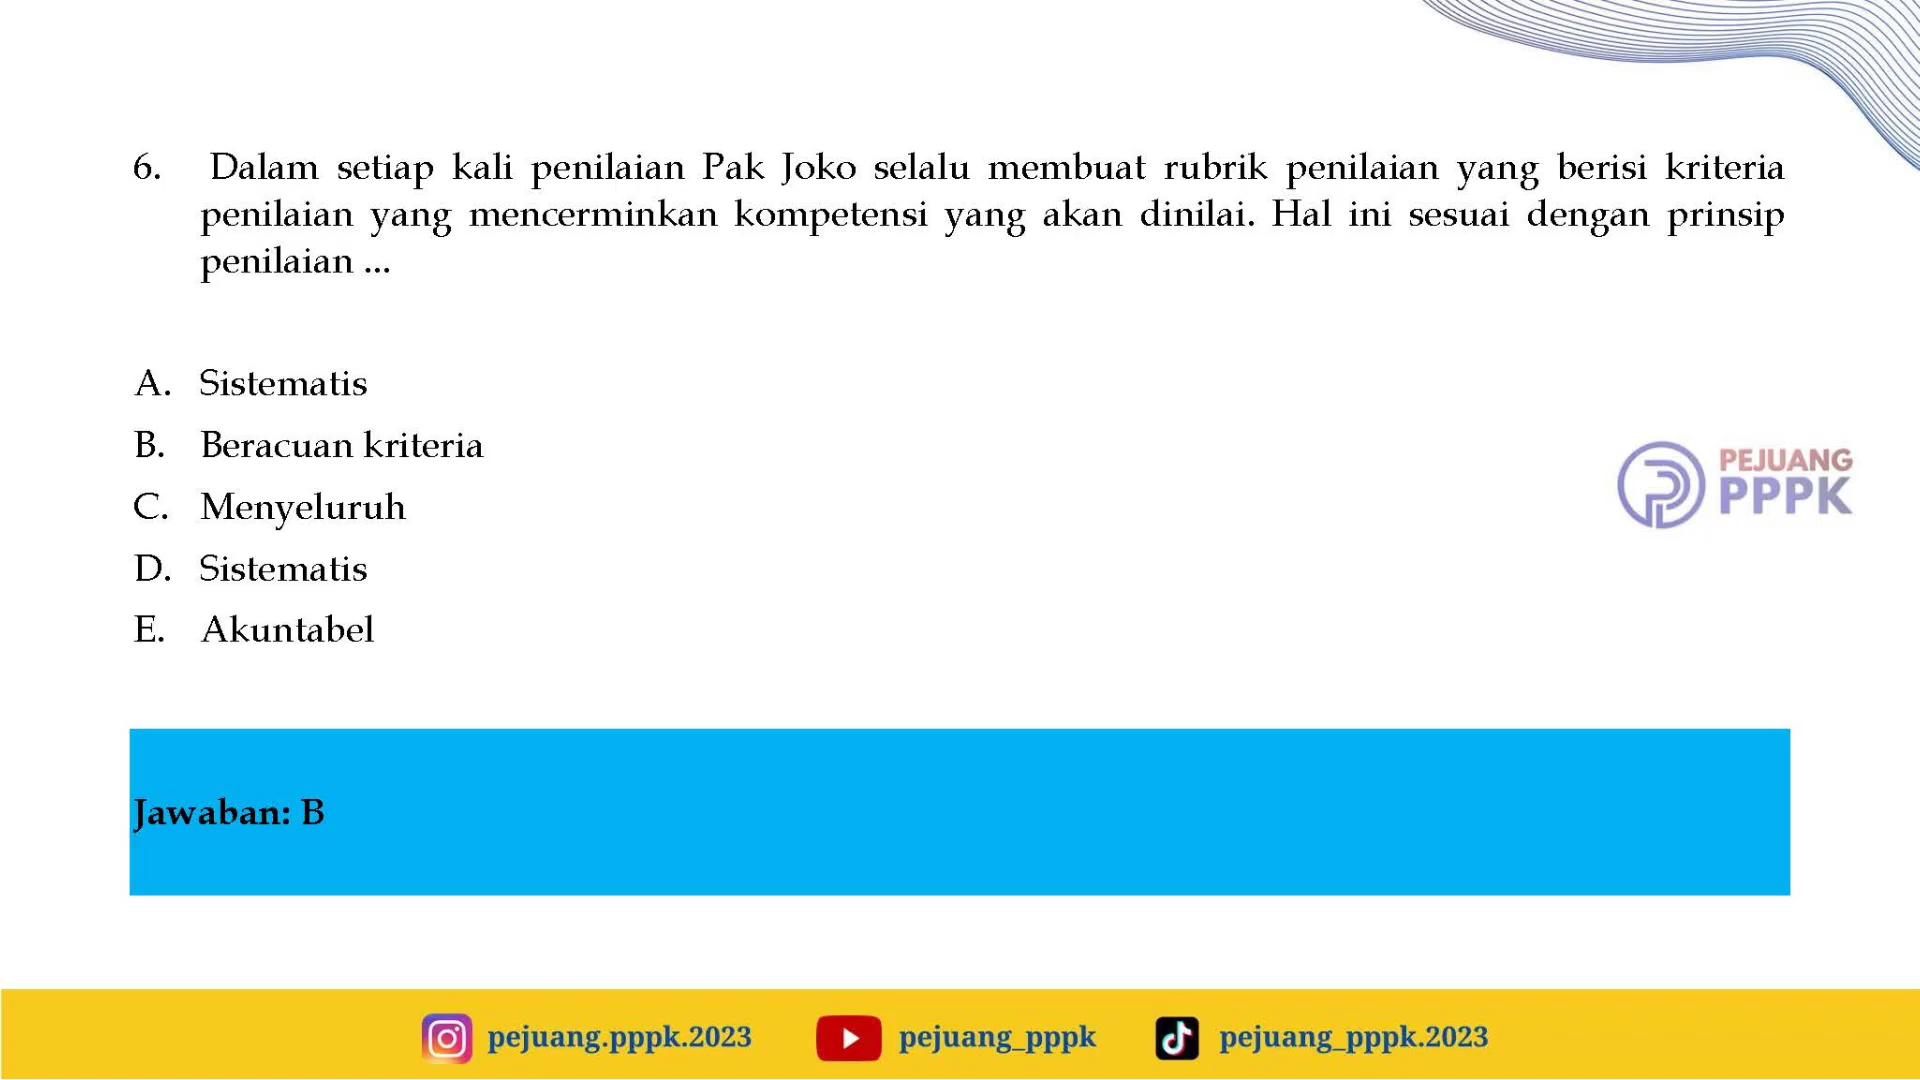 6. Dalam setiap kali penilaian Pak Joko selalu membuat rubrik penilaian yang berisi kriteria
penilaian yang mencerminkan kompetensi yang akan dinilai. Hal ini sesuai dengan prinsip
penilaian ...
A. Sistematis
B. Beracuan kriteria
C. Menyeluruh
D. Sistematis
E. Akuntabel
PEJUANG
PPPK
Jawaban: B
pejuang.pppk.2023 pejuang_pppk pejuang_pppk.2023